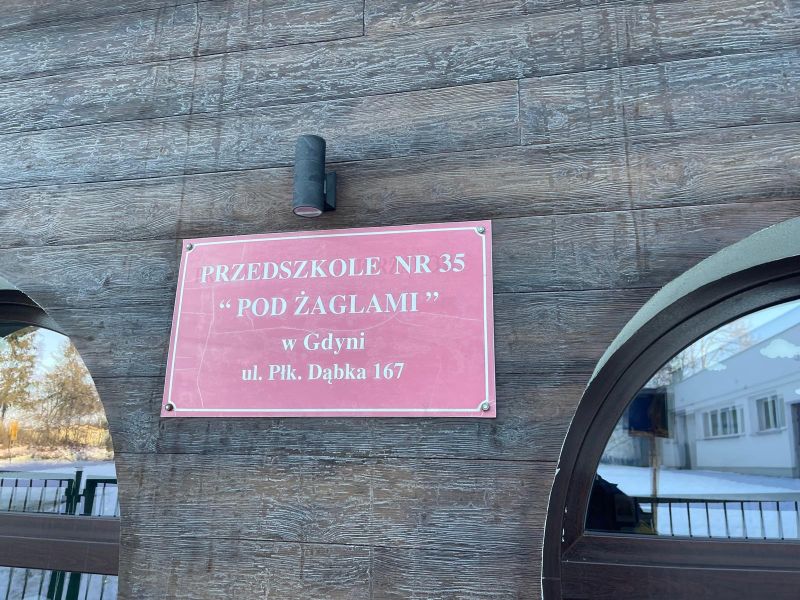 PRZEDSZKOLE NR 35
“ POD ŻAGLAMI ”
w Gdyni
ul. Płk. Dąbka 167